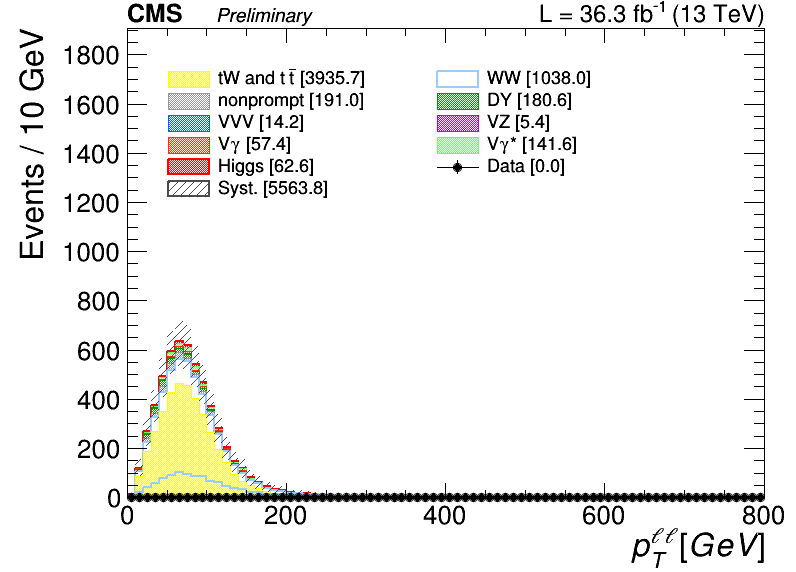 CMS Preliminary L = 36.3 fb⁻¹ (13 TeV)
Events / 10 GeV
1800
1600
1400
1200
1000
800
600
400
200
0
tW and tt̄ [3935.7] WW [1038.0]
nonprompt [191.0] DY [180.6]
VVV [14.2] VZ [5.4]
Vγ [57.4] Vγ* [141.6]
Higgs [62.6] Data [0.0]
Syst. [5563.8]
0 200 400 600 800
p_T^ℓℓ [GeV]